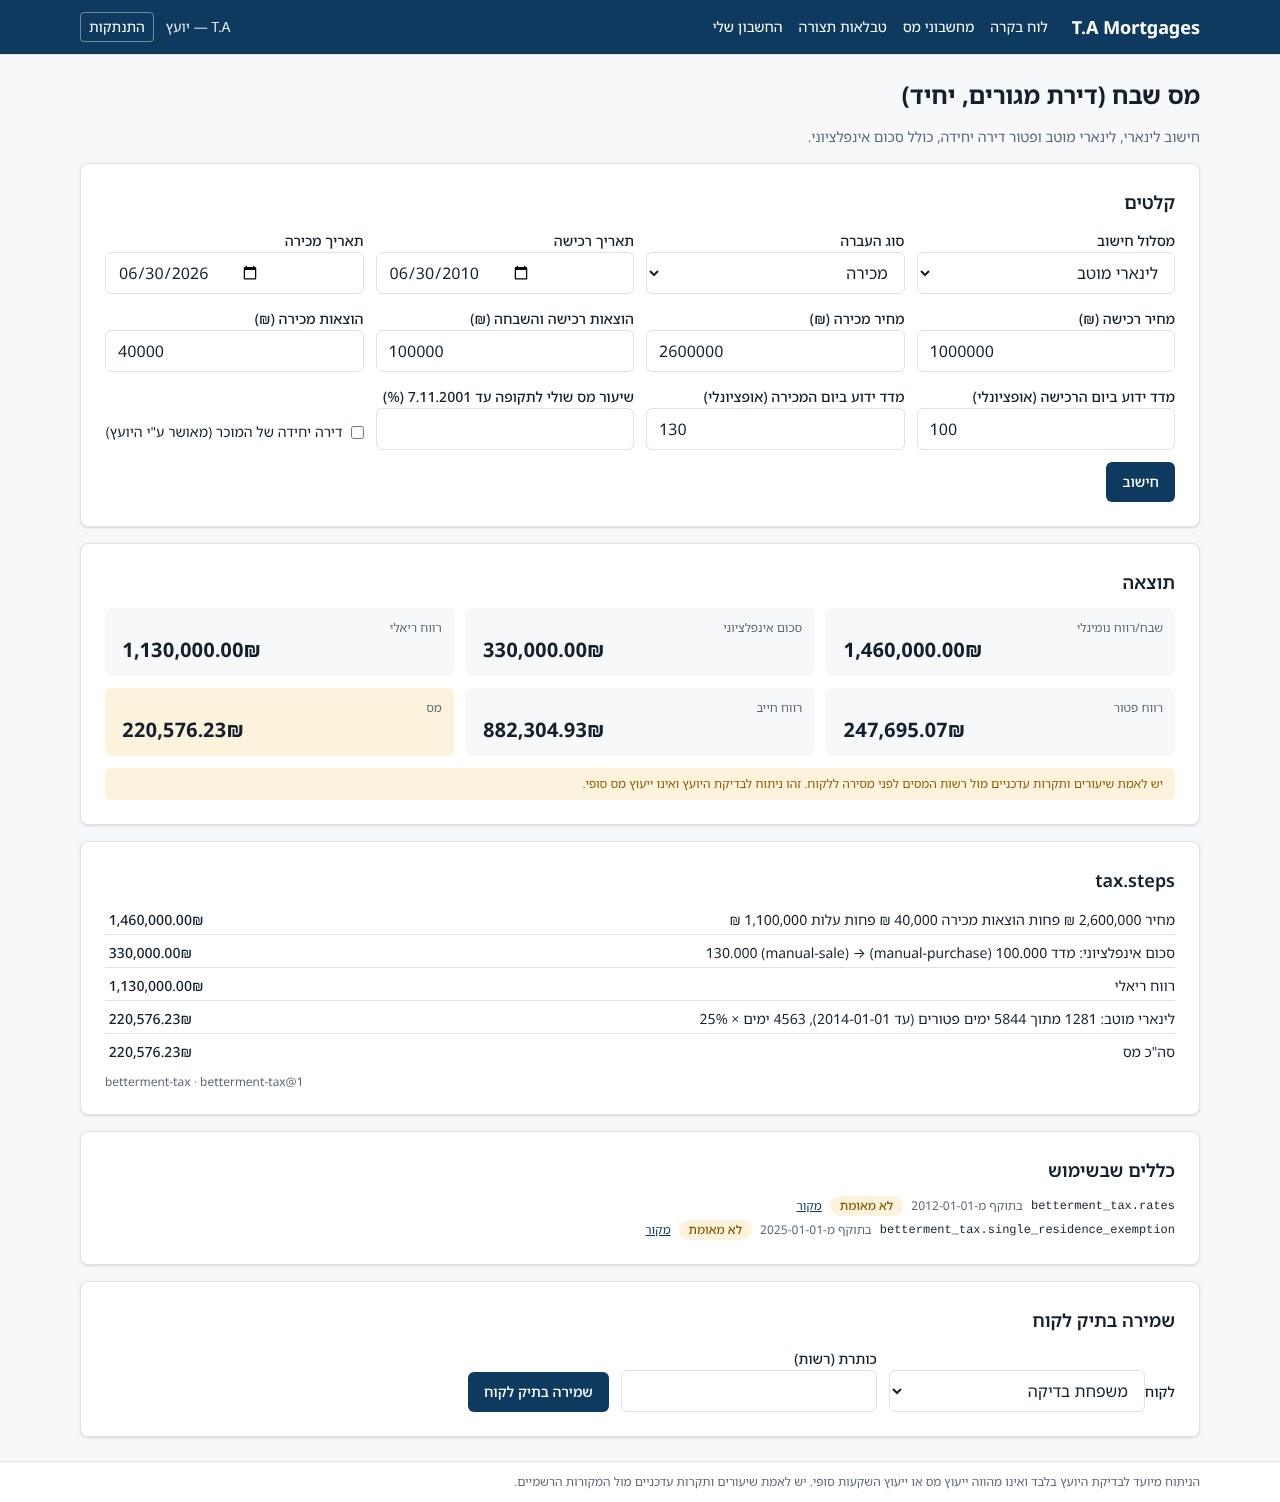 T.A Mortgages לוח בקרה מחשבוני מס טבלאות תצורה החשבון שלי T.A — יועץ התנתקות
מס שבח (דירת מגורים, יחיד)
חישוב לינארי, לינארי מוטב ופטור דירה יחידה, כולל סכום אינפלציוני.
קלטים
מסלול חישוב סוג העברה תאריך רכישה תאריך מכירה
לינארי מוטב מכירה 06/30/2010 06/30/2026
מחיר רכישה (₪) מחיר מכירה (₪) הוצאות רכישה והשבחה (₪) הוצאות מכירה (₪)
1000000 2600000 100000 40000
מדד ידוע ביום הרכישה (אופציונלי) מדד ידוע ביום המכירה (אופציונלי) שיעור מס שולי לתקופה עד 7.11.2001 (%)
100 130 דירה יחידה של המוכר (מאושר ע"י היועץ)
חישוב
תוצאה
שבח/רווח נומינלי סכום אינפלציוני רווח ריאלי
1,460,000.00₪ 330,000.00₪ 1,130,000.00₪
רווח פטור רווח חייב מס
247,695.07₪ 882,304.93₪ 220,576.23₪
יש לאמת שיעורים ותקרות עדכניים מול רשות המסים לפני מסירה ללקוח. זהו ניתוח לבדיקת היועץ ואינו ייעוץ מס סופי.
tax.steps
מחיר 2,600,000 ₪ פחות הוצאות מכירה 40,000 ₪ פחות עלות 1,100,000 ₪ 1,460,000.00₪
סכום אינפלציוני: מדד 100.000 (manual-purchase) → 130.000 (manual-sale) 330,000.00₪
רווח ריאלי 1,130,000.00₪
לינארי מוטב: 1281 מתוך 5844 ימים פטורים (עד 2014-01-01), 4563 ימים × 25% 220,576.23₪
סה"כ מס 220,576.23₪
betterment-tax · betterment-tax@1
כללים שבשימוש
betterment_tax.rates בתוקף מ-2012-01-01 לא מאומת מקור
betterment_tax.single_residence_exemption בתוקף מ-2025-01-01 לא מאומת מקור
שמירה בתיק לקוח
כותרת (רשות)
לקוח משפחת בדיקה שמירה בתיק לקוח
הניתוח מיועד לבדיקת היועץ בלבד ואינו מהווה ייעוץ מס או ייעוץ השקעות סופי. יש לאמת שיעורים ותקרות עדכניים מול המקורות הרשמיים.